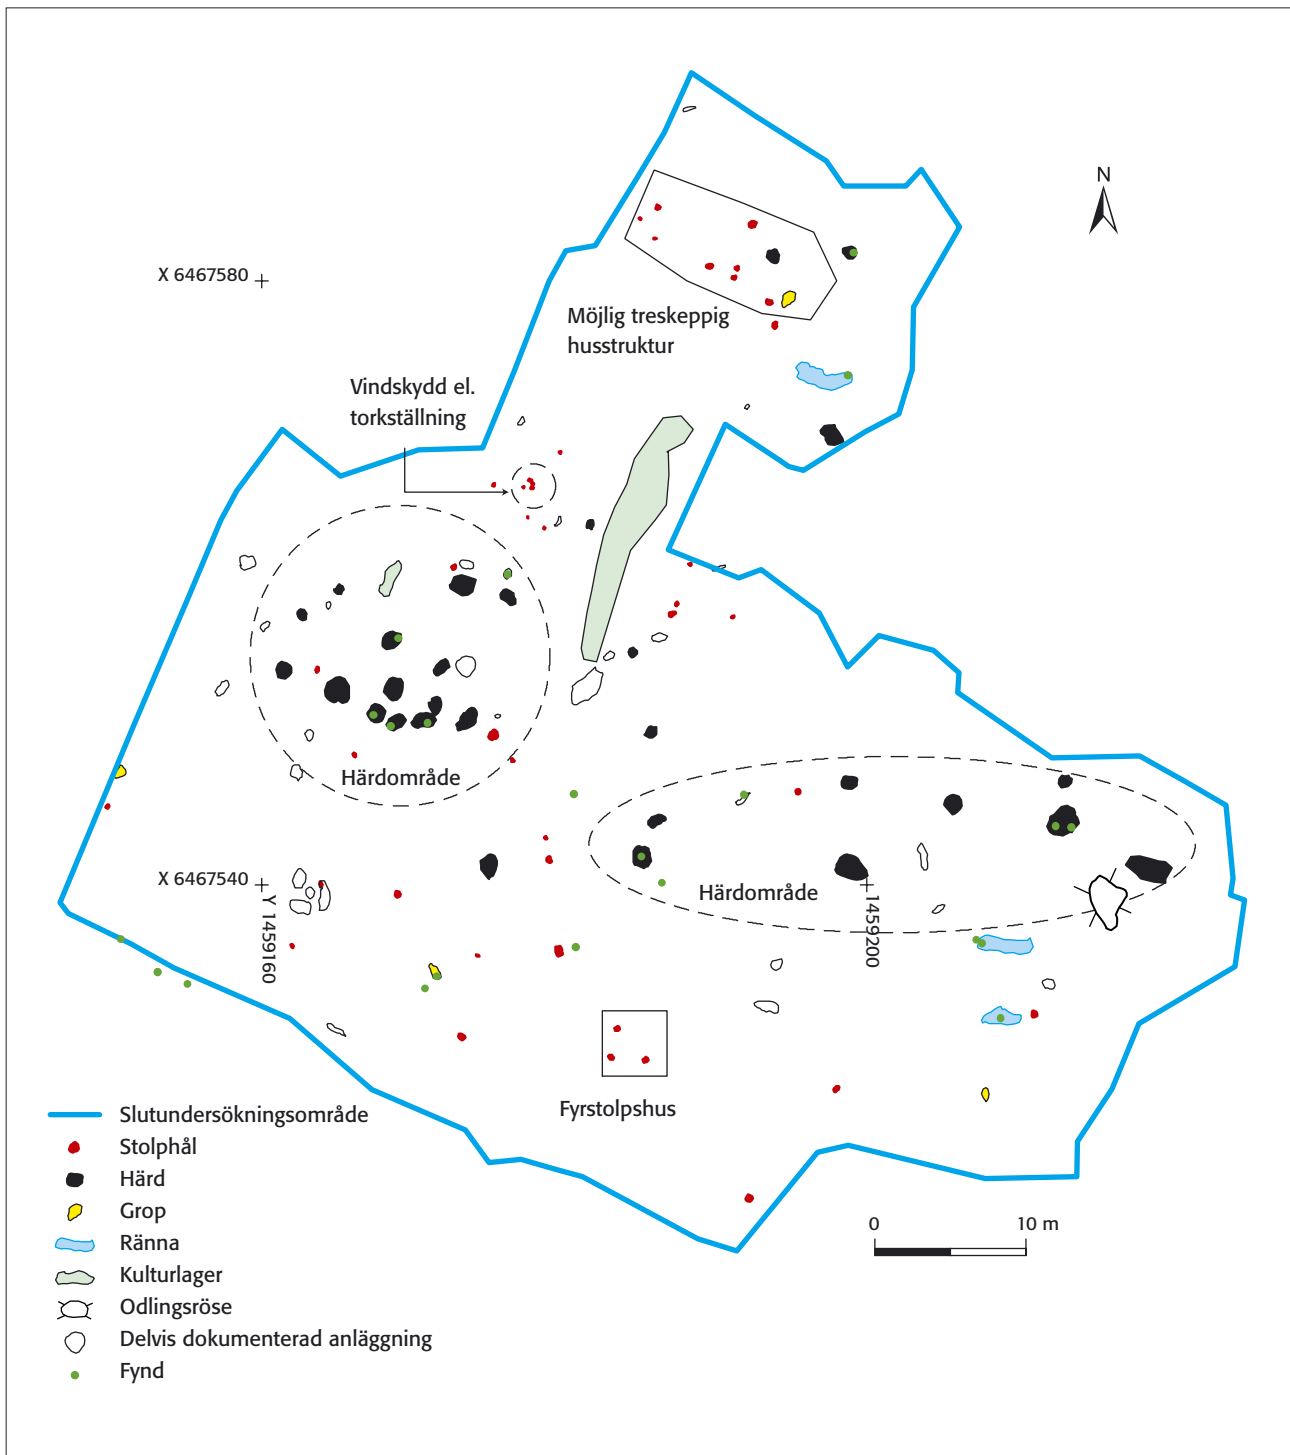 N
X 6467580
Möjlig treskeppig
husstruktur
Vindskydd el.
torkställning
Härdområde
X 6467540
Y 1459160
Härdområde
1459200
Fyrstolpshus
Slutundersökningsområde
Stolphål
Härd
Grop
Ränna
Kulturlager
Odlingsröse
Delvis dokumenterad anläggning
Fynd
0 10 m